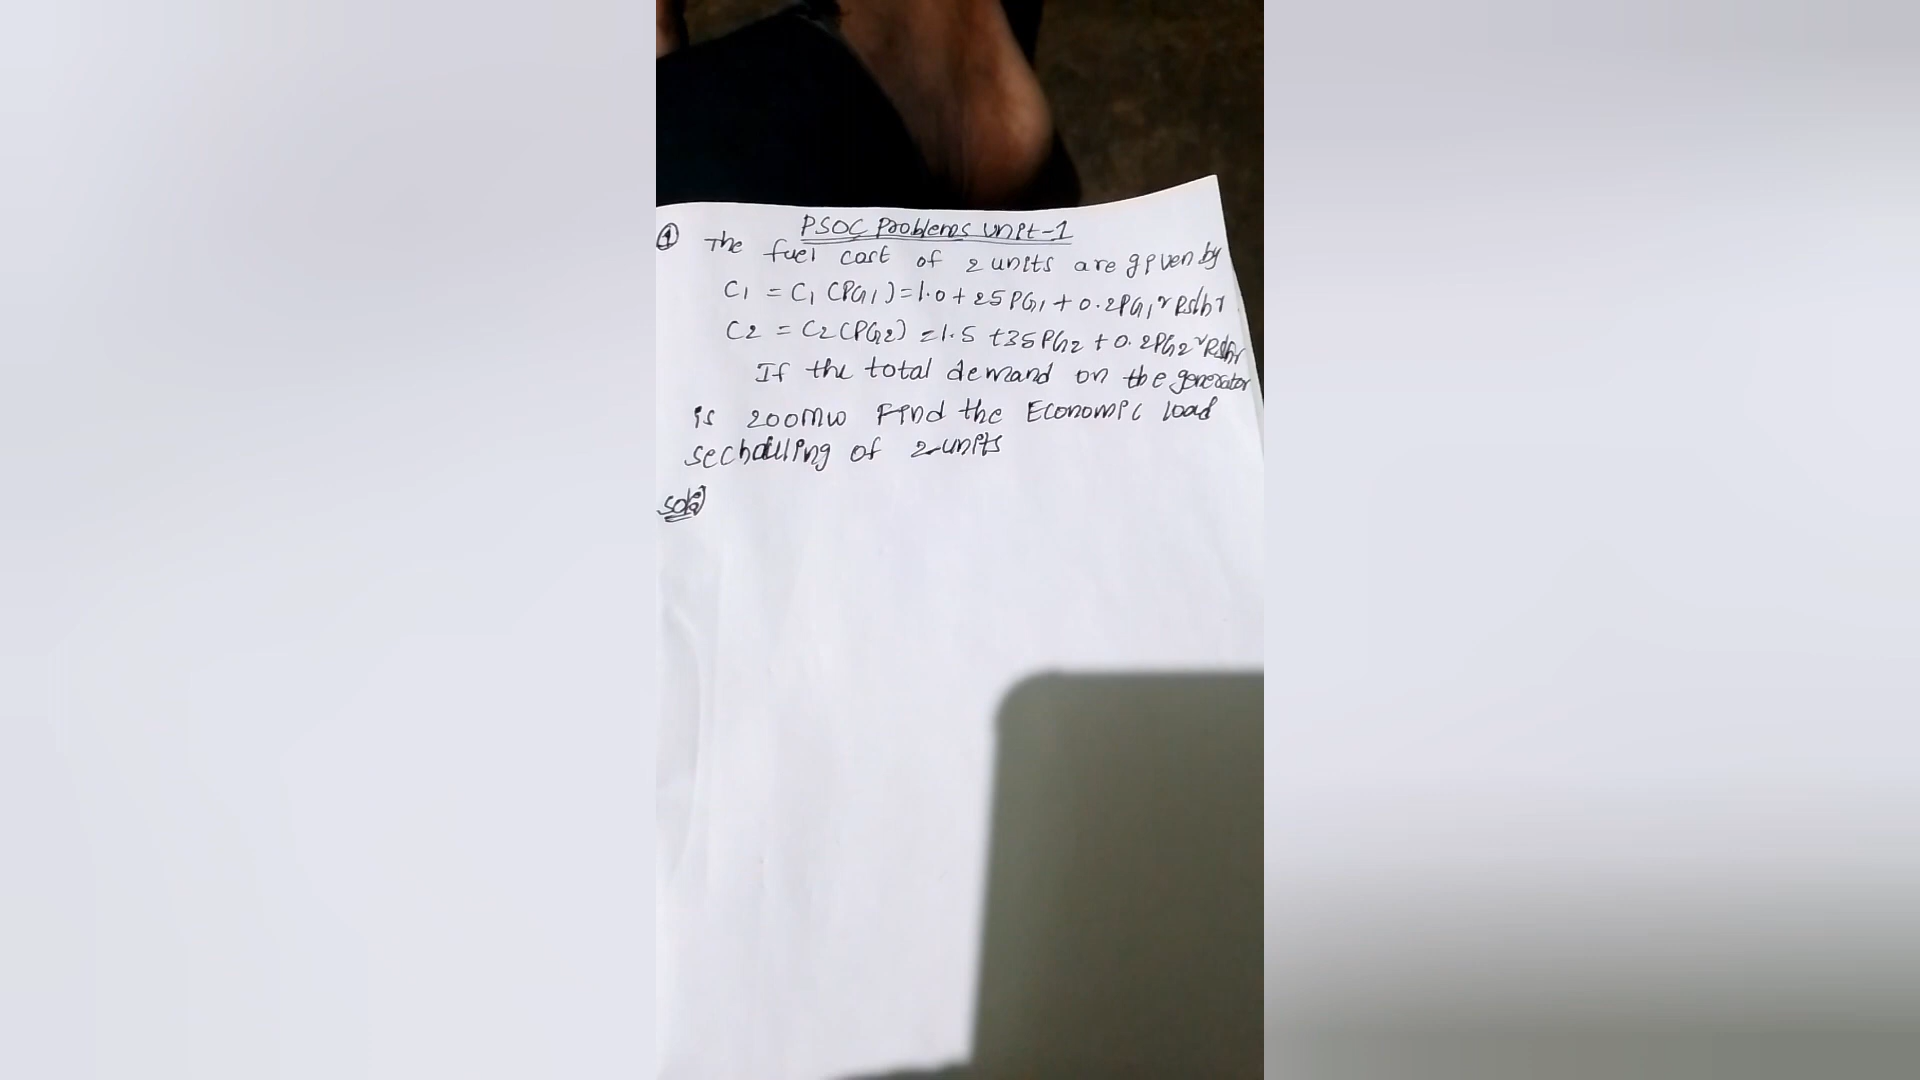 PSOC Problems Unit-1
① The fuel cost of 2 units are given by
C1 = C1 (PG1) = 1.0 + 25 PG1 + 0.2PG1² Rs/hr
C2 = C2 (PG2) = 1.5 + 35 PG2 + 0.2PG2² Rs/hr
If the total demand on the generator
is 200mw Find the Economic load
sechdulling of 2-units
Sol:)